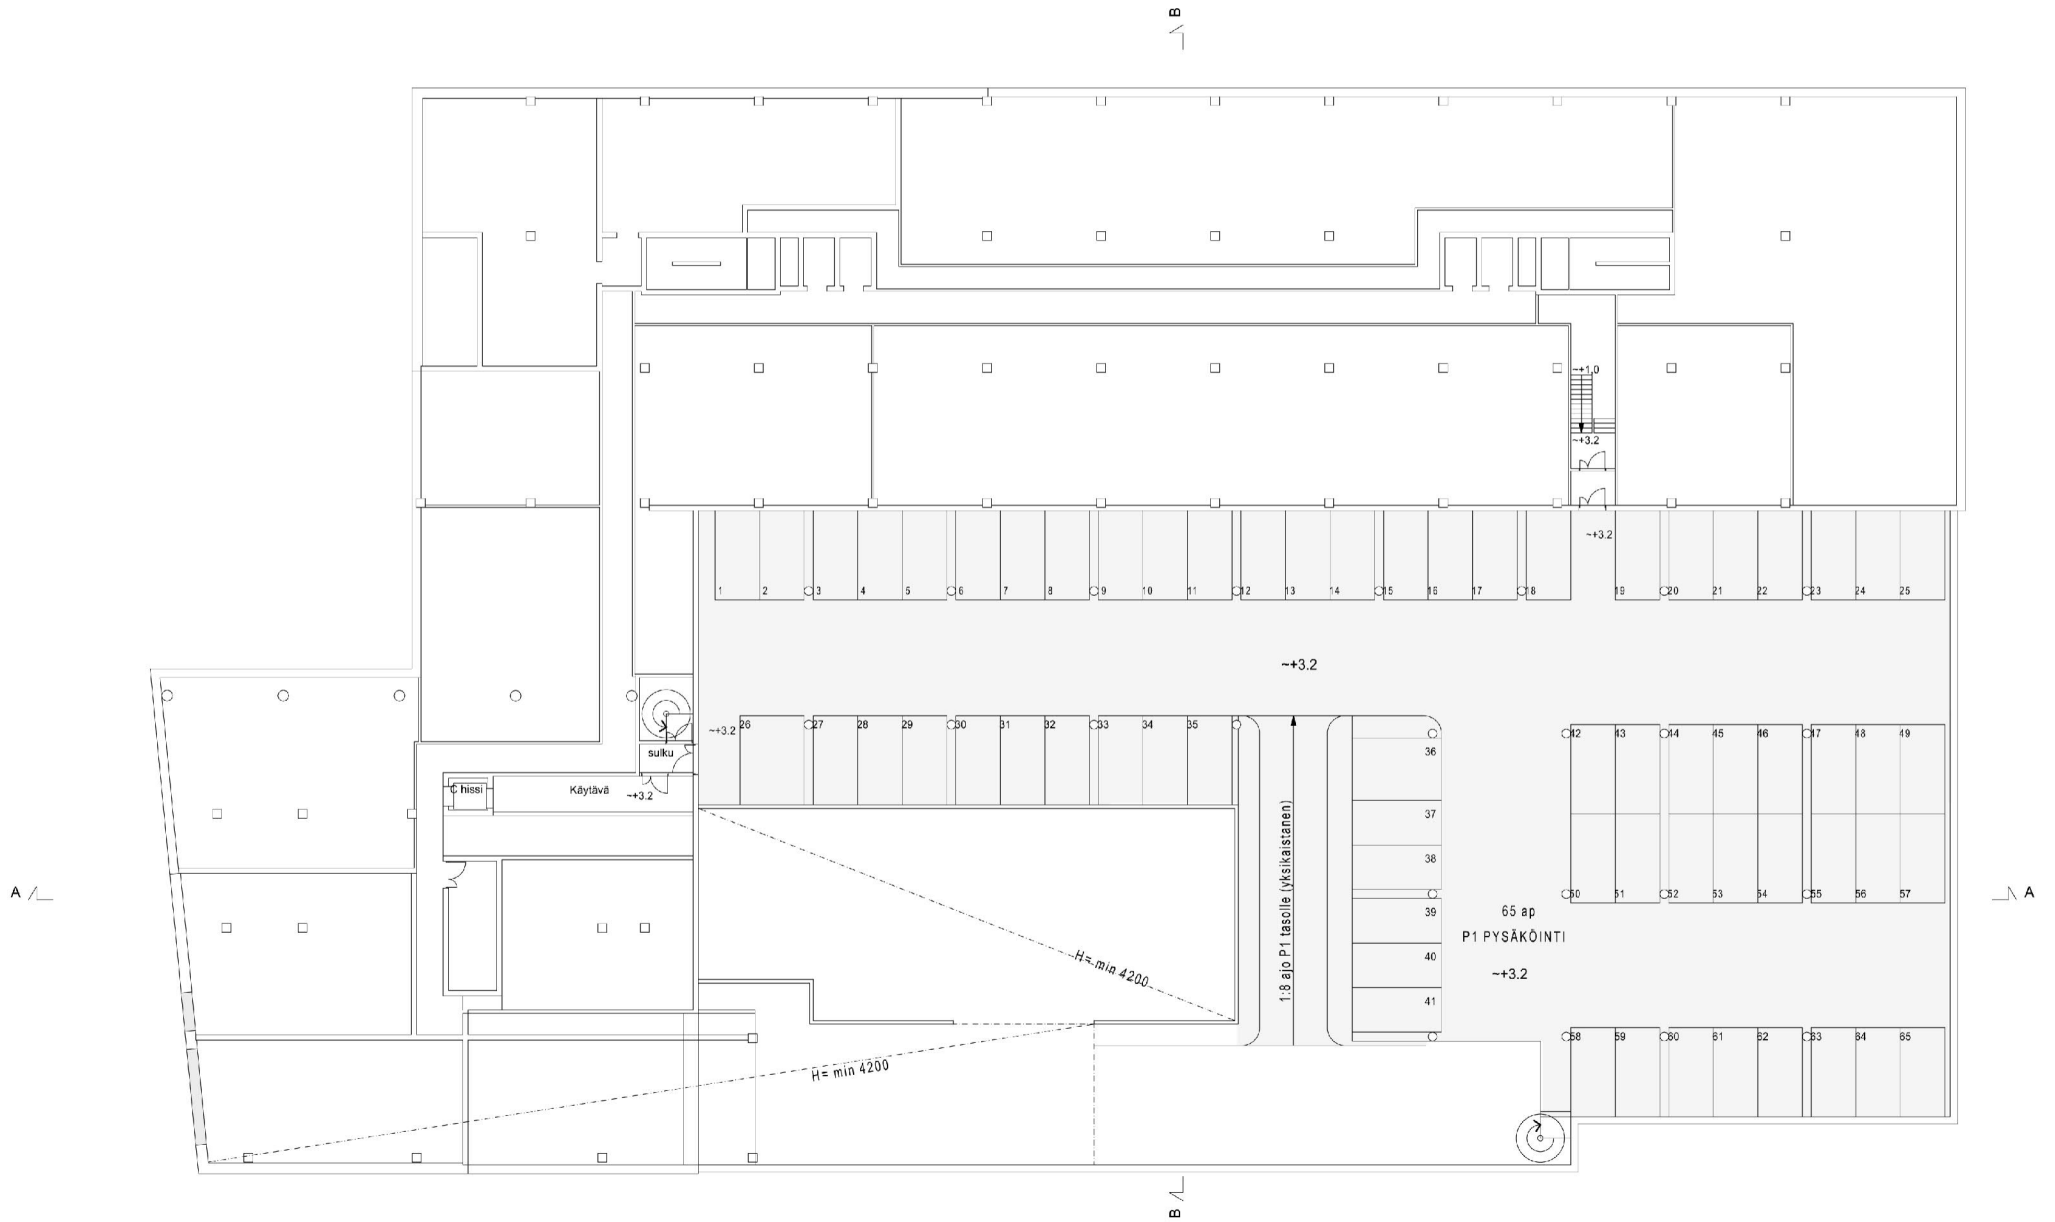 B
~+1.0
~+3.2
~+3.2
1 2 3 4 5 6 7 8 9 10 11 12 13 14 15 16 17 18 19 20 21 22 23 24 25
~+3.2
~+3.2
26 27 28 29 30 31 32 33 34 35
36
42 43 44 45 46 47 48 49
sulku
C hissi
Käytävä
~+3.2
37
38
39
40
41
1:8 ajo P1 tasolle (yksikaistanen)
A
50 51 52 53 54 55 56 57
A
65 ap
P1 PYSÄKÖINTI
~+3.2
H= min 4200
H= min 4200
58 59 60 61 62 63 64 65
B